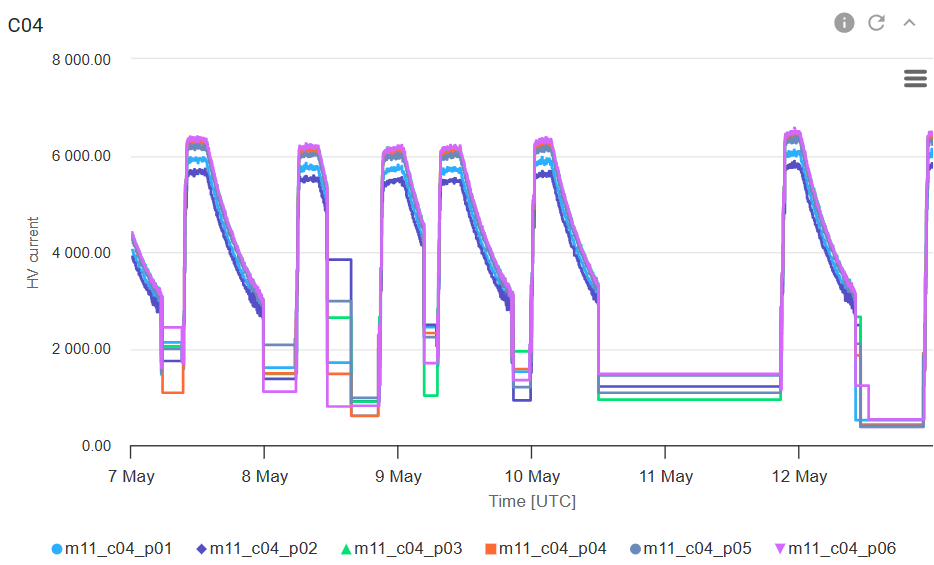 C04
8 000.00
6 000.00
4 000.00
2 000.00
0.00
HV current
7 May 8 May 9 May 10 May 11 May 12 May
Time [UTC]
m11_c04_p01 m11_c04_p02 m11_c04_p03 m11_c04_p04 m11_c04_p05 m11_c04_p06